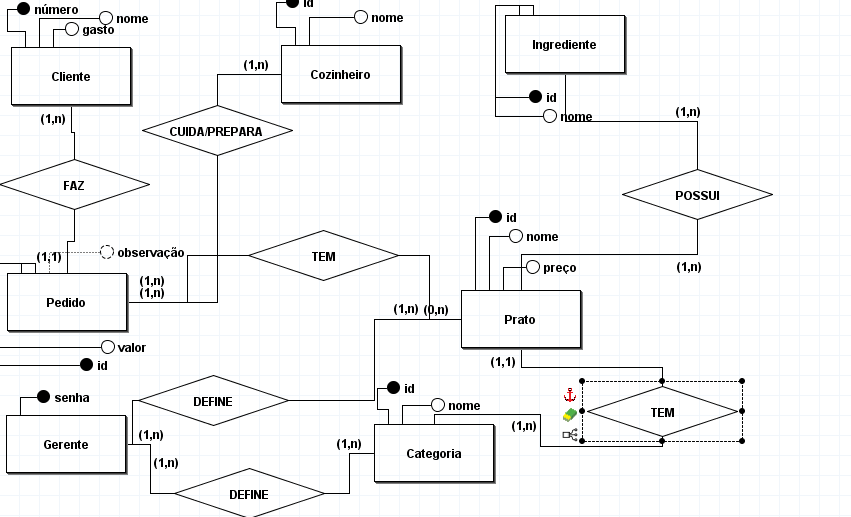 número
nome
gasto
Cliente
(1,n)
FAZ
(1,1)
observação
Pedido
(1,n)
(1,n)
valor
id
id
nome
Cozinheiro
(1,n)
CUIDA/PREPARA
TEM
(1,n) (0,n)
Ingrediente
id
nome
(1,n)
POSSUI
(1,n)
id
nome
preço
Prato
(1,1)
TEM
(1,n)
senha
Gerente
(1,n)
(1,n)
DEFINE
DEFINE
(1,n)
id
nome
Categoria